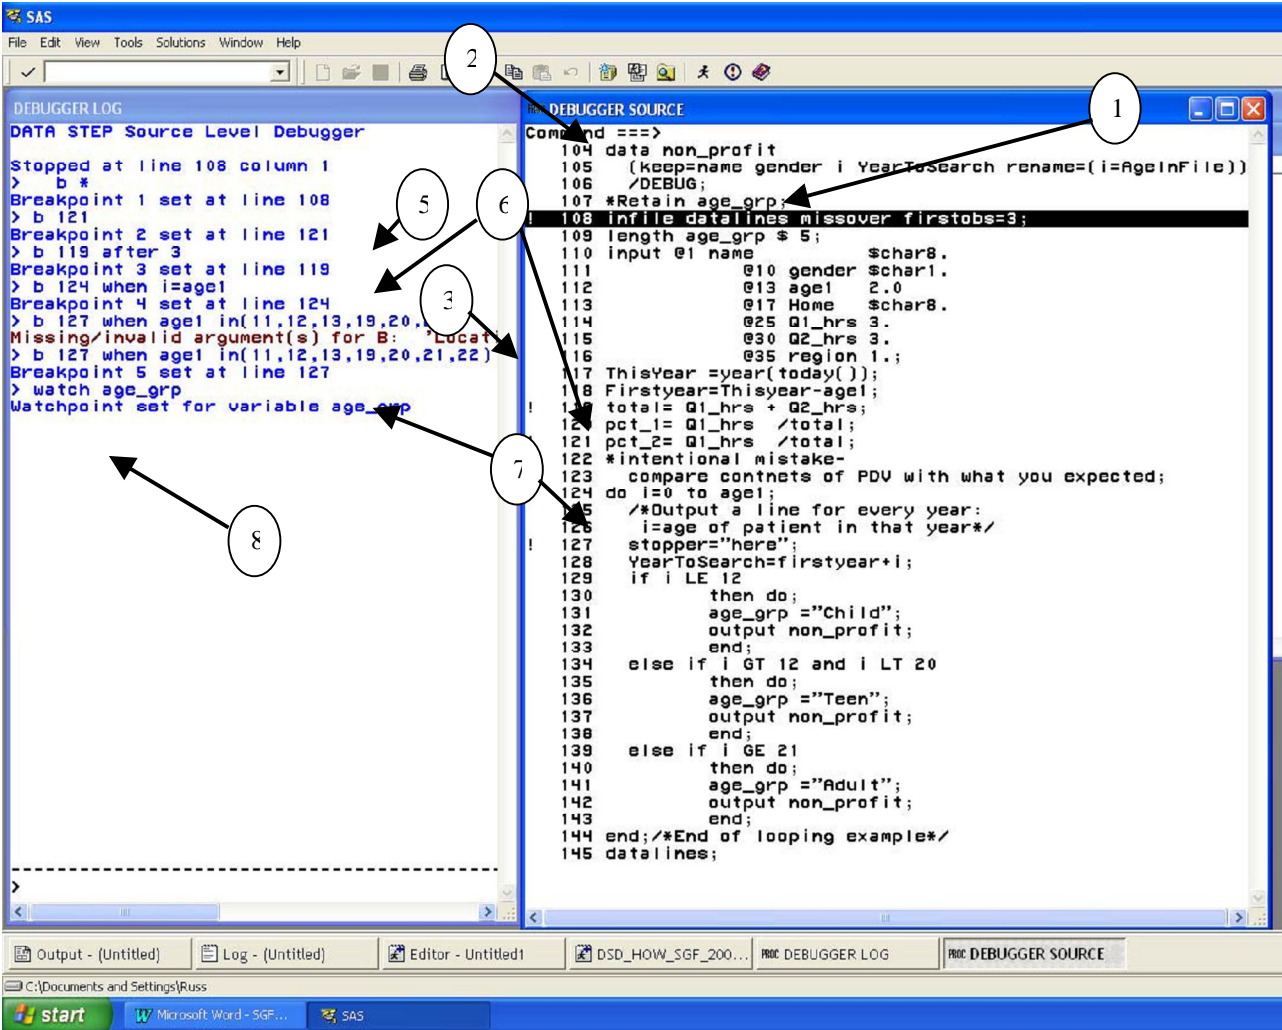 SAS
File Edit View Tools Solutions Window Help
2
1
DEBUGGER LOG
DATA STEP Source Level Debugger
Stopped at line 108 column 1
> b *
Breakpoint 1 set at line 108
> b 121
Breakpoint 2 set at line 121
> b 119 after 3
Breakpoint 3 set at line 119
> b 124 when i=age1
Breakpoint 4 set at line 124
> b 127 when age1 in(11,12,13,19,20,
Missing/invalid argument(s) for B: 'Locati
> b 127 when age1 in(11,12,13,19,20,21,22)
Breakpoint 5 set at line 127
> watch age_grp
Watchpoint set for variable age_grp
>
5
6
3
7
8
PROC DEBUGGER SOURCE
Command ===>
104 data non_profit
105 (keep=name gender i YearToSearch rename=(i=AgeInFile))
106 /DEBUG;
107 *Retain age_grp;
! 108 infile datalines missover firstobs=3;
109 length age_grp $ 5;
110 input @1 name $char8.
111 @10 gender $char1.
112 @13 age1 2.0
113 @17 Home $char8.
114 @25 Q1_hrs 3.
115 @30 Q2_hrs 3.
116 @35 region 1.;
117 ThisYear =year(today());
118 Firstyear=Thisyear-age1;
! 119 total= Q1_hrs + Q2_hrs;
120 pct_1= Q1_hrs /total;
! 121 pct_2= Q1_hrs /total;
122 *intentional mistake-
123 compare contnets of PDV with what you expected;
124 do i=0 to age1;
125 /*Output a line for every year:
126 i=age of patient in that year*/
! 127 stopper="here";
128 YearToSearch=firstyear+i;
129 if i LE 12
130 then do;
131 age_grp ="Child";
132 output non_profit;
133 end;
134 else if i GT 12 and i LT 20
135 then do;
136 age_grp ="Teen";
137 output non_profit;
138 end;
139 else if i GE 21
140 then do;
141 age_grp ="Adult";
142 output non_profit;
143 end;
144 end;/*End of looping example*/
145 datalines;
Output - (Untitled) Log - (Untitled) Editor - Untitled1 DSD_HOW_SGF_200... PROC DEBUGGER LOG PROC DEBUGGER SOURCE
C:\Documents and Settings\Russ
start Microsoft Word - SGF... SAS